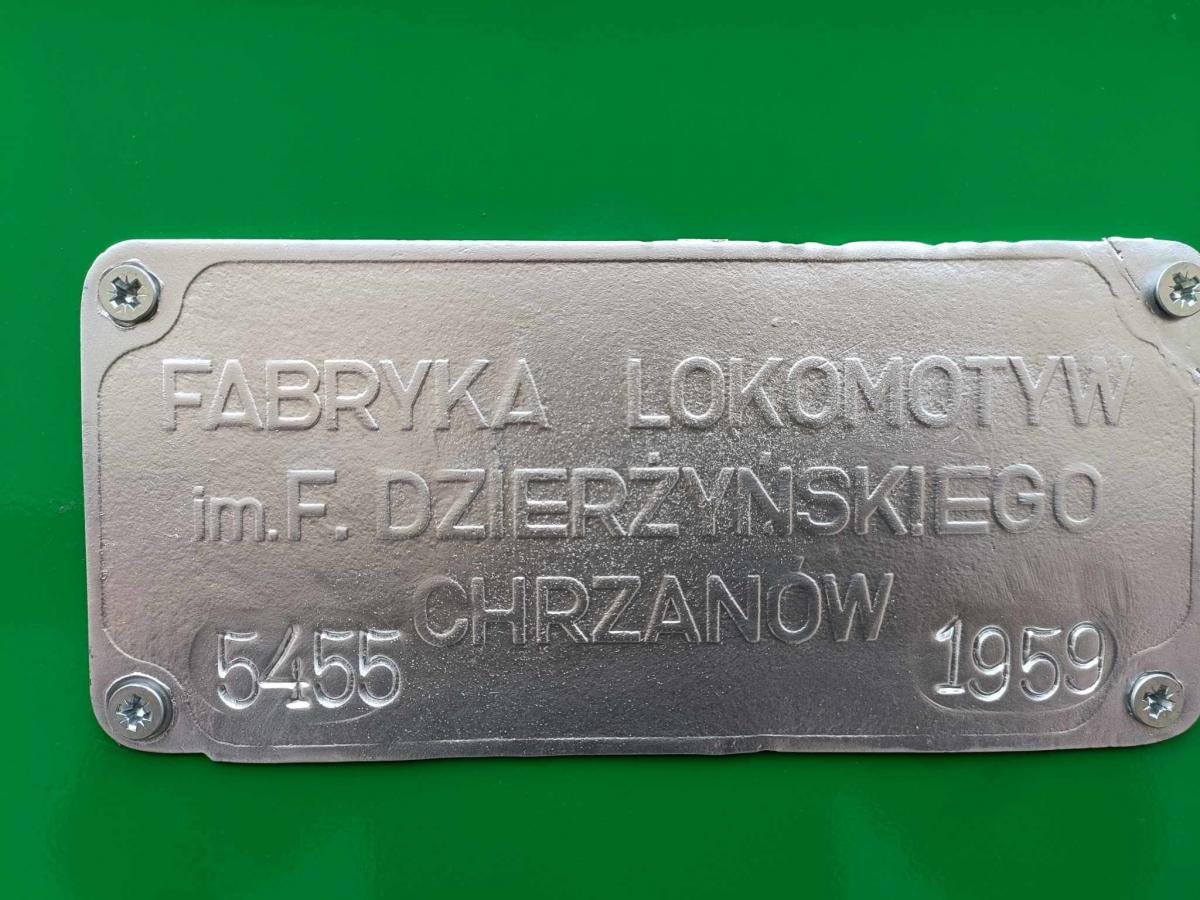 FABRYKA LOKOMOTYW
im. F. DZIERŻYŃSKIEGO
CHRZANÓW
5455 1959